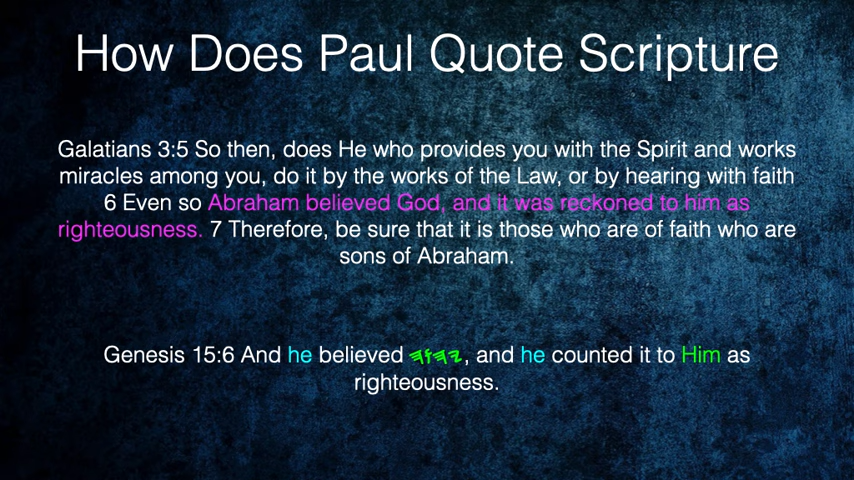 How Does Paul Quote Scripture
Galatians 3:5 So then, does He who provides you with the Spirit and works
miracles among you, do it by the works of the Law, or by hearing with faith
6 Even so Abraham believed God, and it was reckoned to him as
righteousness. 7 Therefore, be sure that it is those who are of faith who are
sons of Abraham.
Genesis 15:6 And he believed 𐤉𐤄𐤅𐤄, and he counted it to Him as
righteousness.